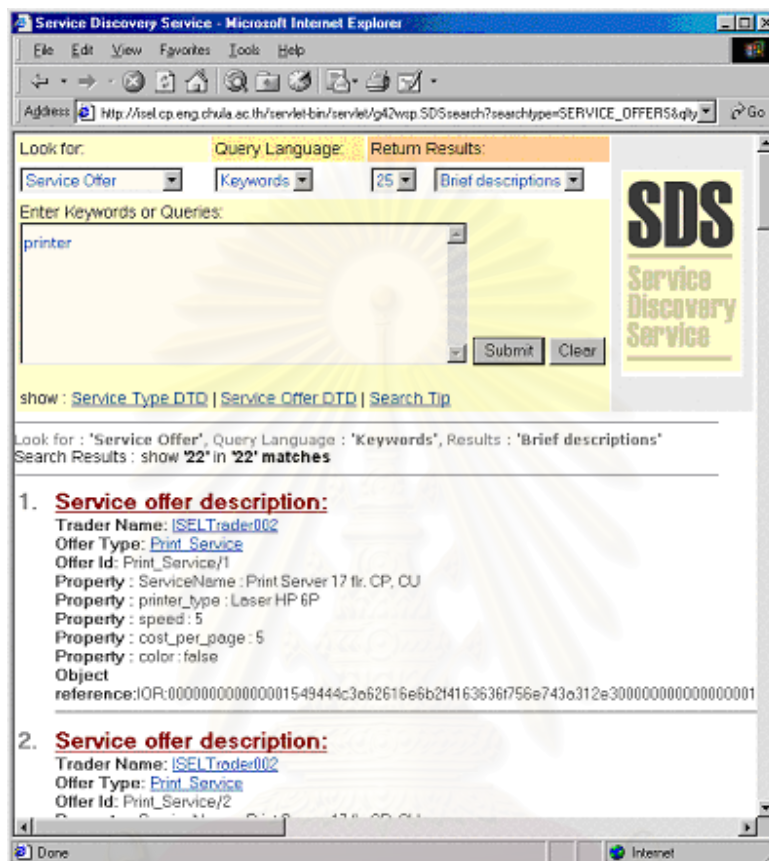 Service Discovery Service - Microsoft Internet Explorer
File Edit View Favorites Tools Help
Address http://isel.cp.eng.chula.ac.th/servlet-bin/servlet/g42wsp.SDSsearch?searchtype=SERVICE_OFFERS&qlty Go
Look for: Query Language: Return Results:
Service Offer Keywords 25 Brief descriptions
Enter Keywords or Queries:
printer
Submit Clear
SDS
Service
Discovery
Service
show : Service Type DTD | Service Offer DTD | Search Tip
Look for : 'Service Offer', Query Language : 'Keywords', Results : 'Brief descriptions'
Search Results : show '22' in '22' matches
1. Service offer description:
Trader Name: ISELTrader002
Offer Type: Print_Service
Offer Id: Print_Service/1
Property : ServiceName : Print Server 17 flr. CP, CU
Property : printer_type : Laser HP 6P
Property : speed : 5
Property : cost_per_page : 5
Property : color : false
Object
reference:IOR:000000000000001549444c3a62616e6b2f4163636f756e743a312e300000000000000001
2. Service offer description:
Trader Name: ISELTrader002
Offer Type: Print_Service
Offer Id: Print_Service/2
Done Internet